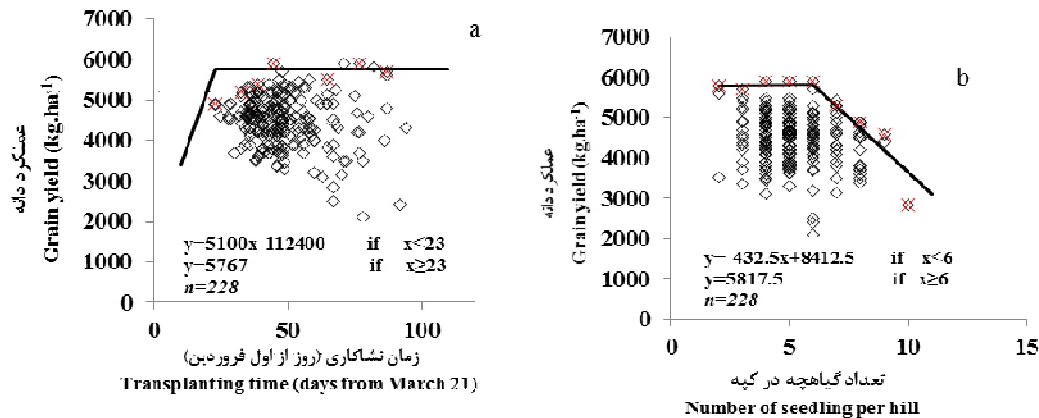 a
7000
6000
5000
4000
3000
2000
1000
0
عملکرد دانه
Grain yield (kg.ha-1)
y=5100x 112400 if x<23
y=5767 if x≥23
n=228
0 50 100
زمان نشاکاری (روز از اول فروردین)
Transplanting time (days from March 21)
b
7000
6000
5000
4000
3000
2000
1000
0
عملکرد دانه
Grain yield (kg.ha-1)
y= 432.5x+8412.5 if x<6
y=5817.5 if x≥6
n=228
0 5 10 15
تعداد گیاهچه در کپه
Number of seedling per hill